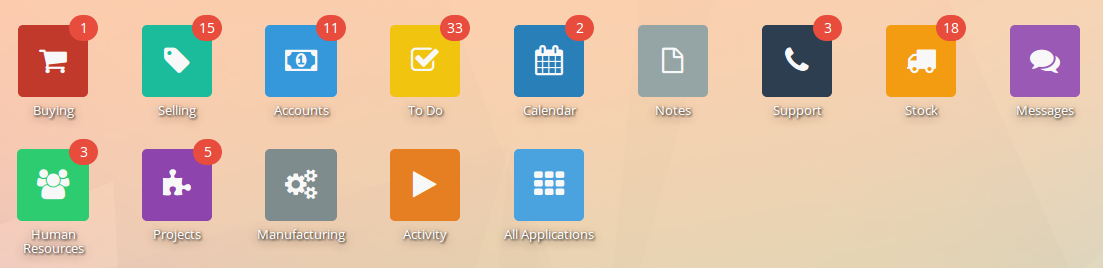 1 15 11 33 2 3 18
Buying Selling Accounts To Do Calendar Notes Support Stock Messages
3 5
Human Resources Projects Manufacturing Activity All Applications